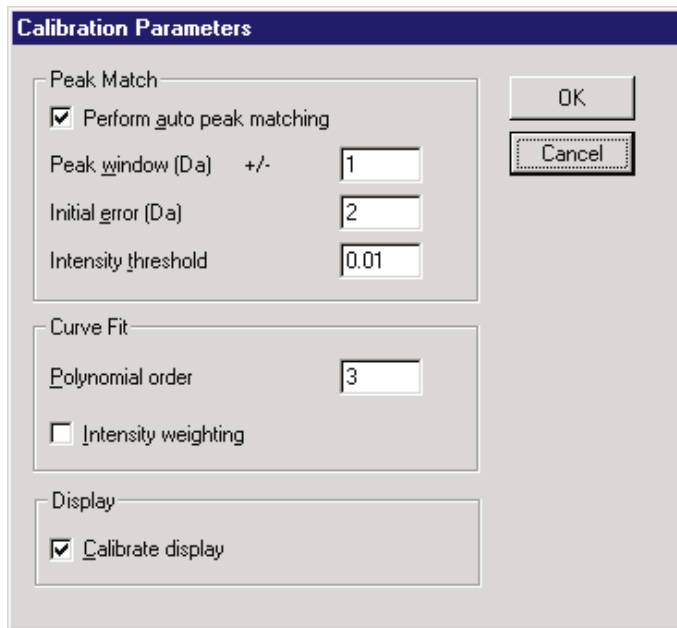 Calibration Parameters
Peak Match
Perform auto peak matching
Peak window (Da) +/- 1
Initial error (Da) 2
Intensity threshold 0.01
OK
Cancel
Curve Fit
Polynomial order 3
Intensity weighting
Display
Calibrate display